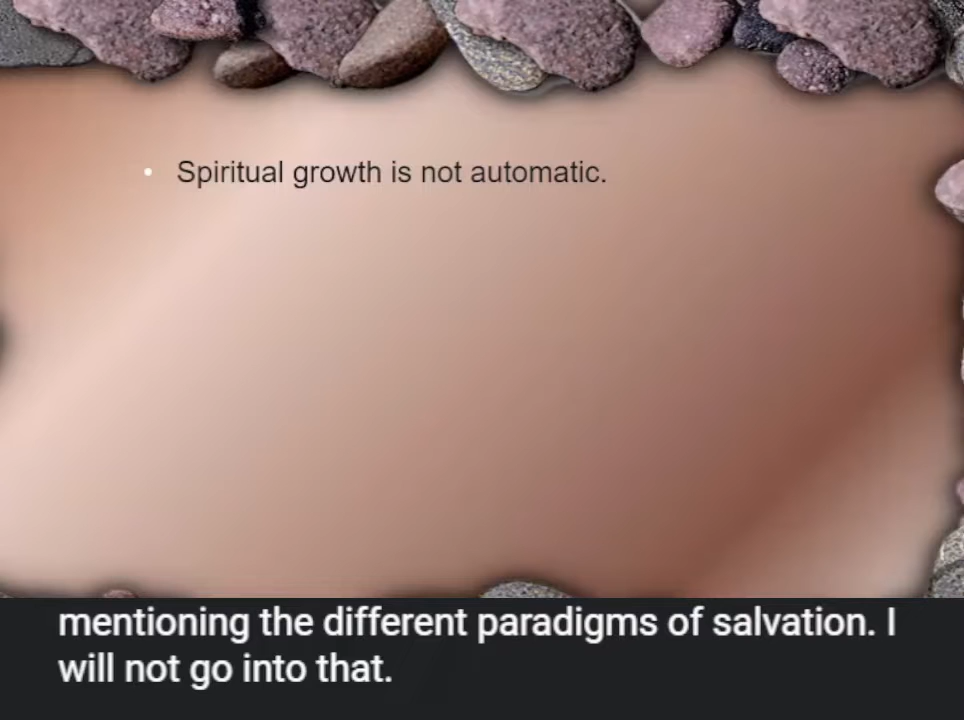 • Spiritual growth is not automatic.
mentioning the different paradigms of salvation. I
will not go into that.